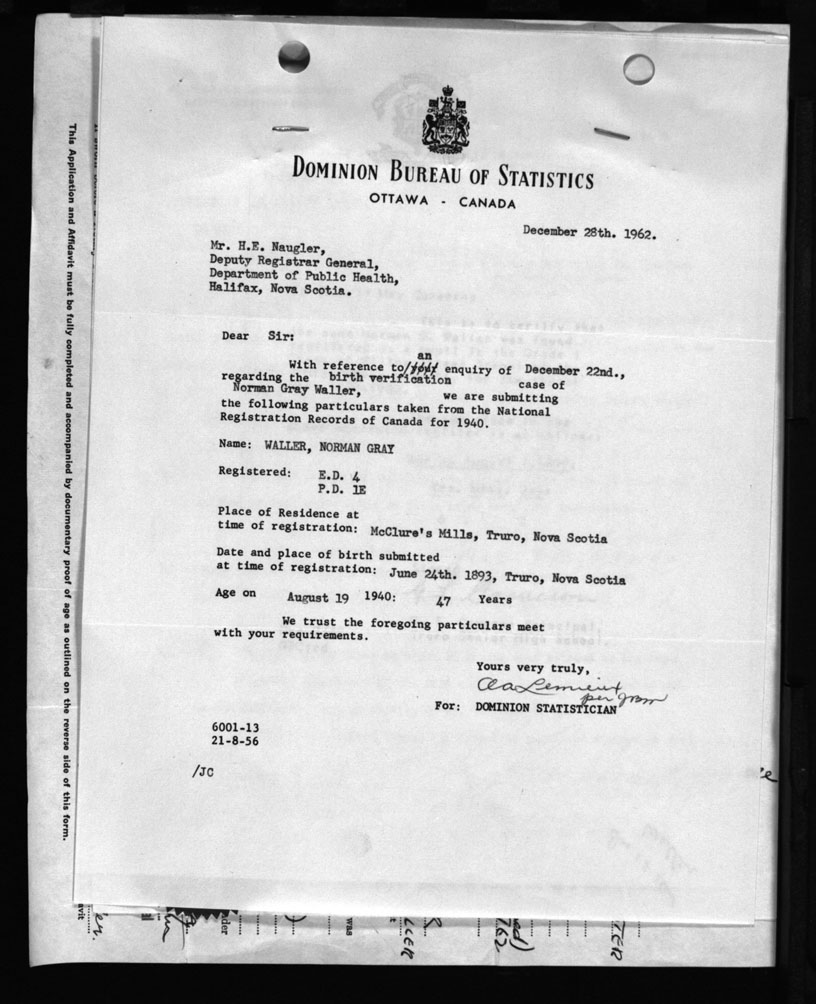 DOMINION BUREAU OF STATISTICS
OTTAWA - CANADA
December 28th. 1962.
Mr. H.E. Naugler,
Deputy Registrar General,
Department of Public Health,
Halifax, Nova Scotia.
Dear Sir:
an
With reference to/your enquiry of December 22nd.,
regarding the birth verification case of
Norman Gray Waller, we are submitting
the following particulars taken from the National
Registration Records of Canada for 1940.
Name: WALLER, NORMAN GRAY
Registered: E.D. 4
P.D. 1E
Place of Residence at
time of registration: McClure's Mills, Truro, Nova Scotia
Date and place of birth submitted
at time of registration: June 24th. 1893, Truro, Nova Scotia
Age on August 19 1940: 47 Years
We trust the foregoing particulars meet
with your requirements.
Yours very truly,
For: DOMINION STATISTICIAN
6001-13
21-8-56
/JC
This Application and Affidavit must be fully completed and accompanied by documentary proof of age as outlined on the reverse side of this form.